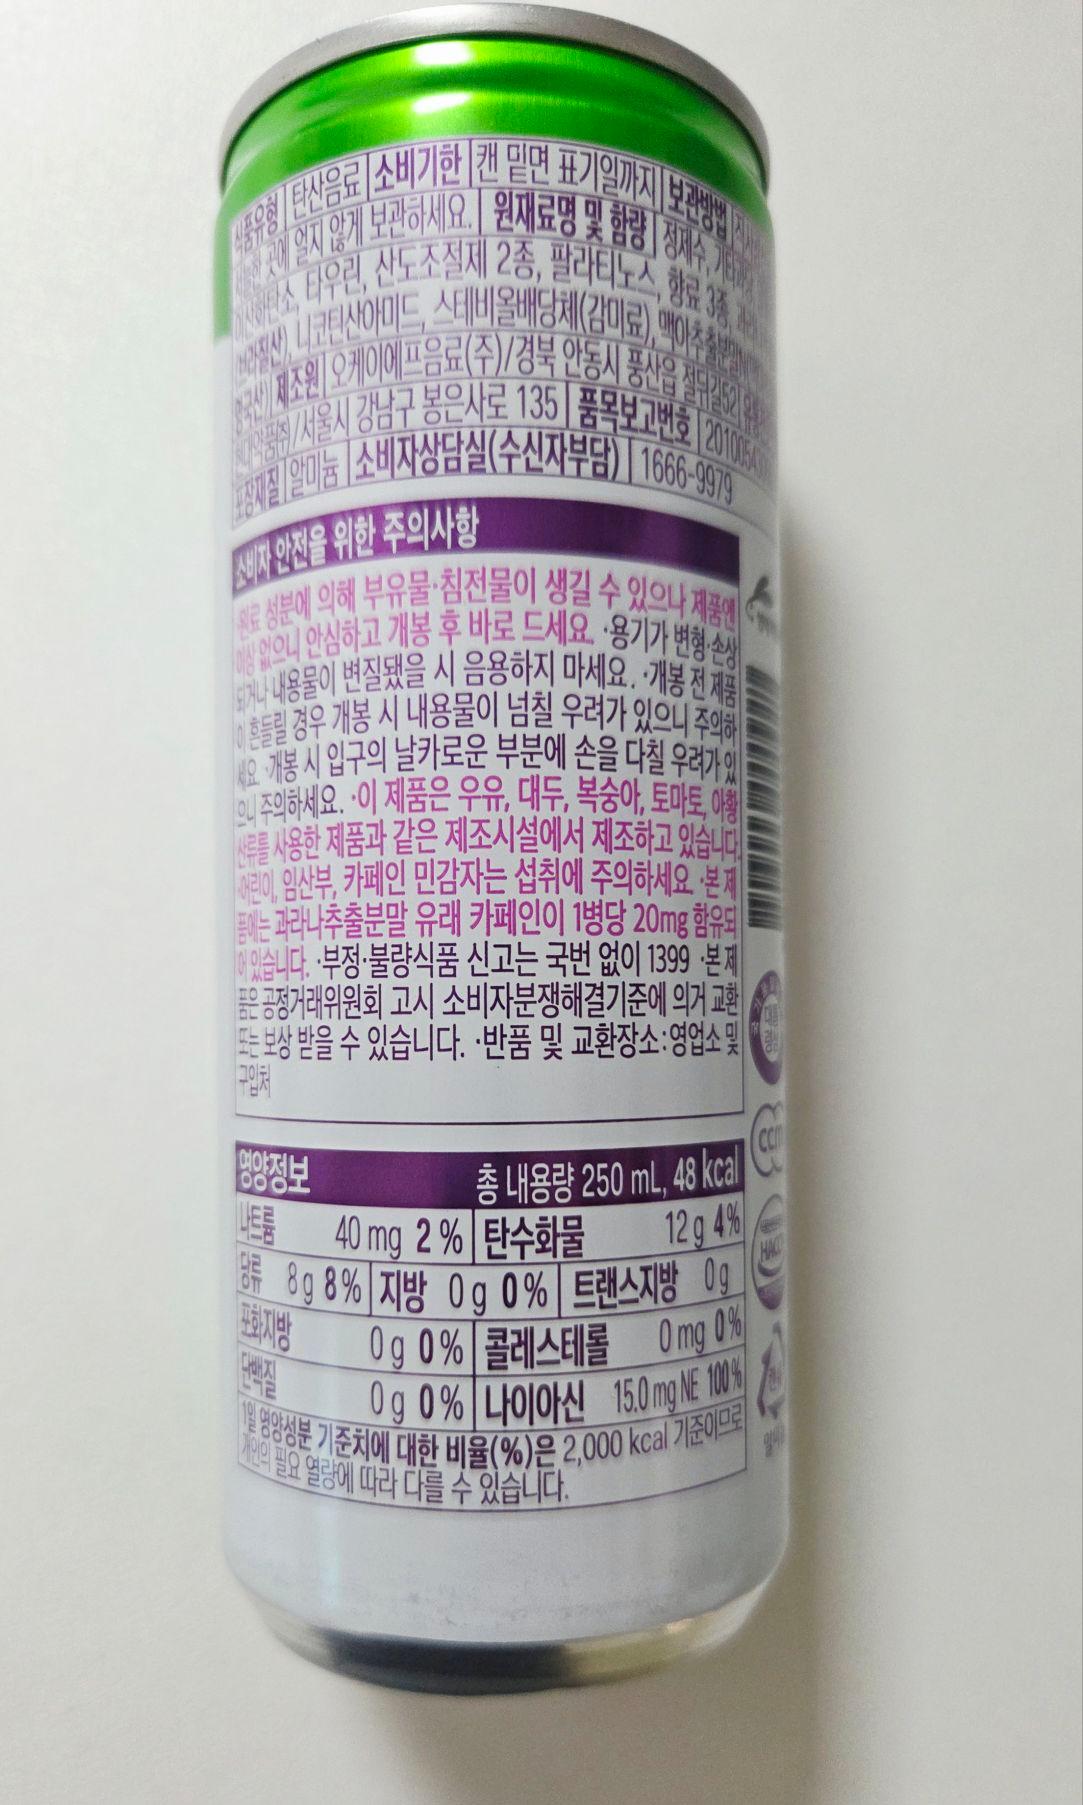 식품유형 탄산음료 소비기한 캔 밑면 표기일까지 보관방법
곳에 얼지 않게 보관하세요. 원재료명 및 함량 정제수,
이산화탄소, 타우린, 산도조절제 2종, 팔라티노스, 향료 3종,
(브라질산), 니코틴산아미드, 스테비올배당체(감미료),
영국산) 제조원 오케이에프음료(주)/경북 안동시 풍산읍
현대약품㈜/서울시 강남구 봉은사로 135 품목보고번호
포장재질 알미늄 소비자상담실(수신자부담) 1666-9979
소비자 안전을 위한 주의사항
·원료 성분에 의해 부유물·침전물이 생길 수 있으나 제품엔
이상 없으니 안심하고 개봉 후 바로 드세요. ·용기가 변형·손상
되거나 내용물이 변질됐을 시 음용하지 마세요. ·개봉 전 제품
이 흔들릴 경우 개봉 시 내용물이 넘칠 우려가 있으니 주의하
세요 ·개봉 시 입구의 날카로운 부분에 손을 다칠 우려가 있
으니 주의하세요. ·이 제품은 우유, 대두, 복숭아, 토마토, 아황
산류를 사용한 제품과 같은 제조시설에서 제조하고 있습니다.
·어린이, 임산부, 카페인 민감자는 섭취에 주의하세요 ·본 제
품에는 과라나추출분말 유래 카페인이 1병당 20mg 함유되
어 있습니다. ·부정·불량식품 신고는 국번 없이 1399 ·본 제
품은 공정거래위원회 고시 소비자분쟁해결기준에 의거 교환
또는 보상 받을 수 있습니다. ·반품 및 교환장소:영업소 및
구입처
영양정보 총 내용량 250 mL, 48 kcal
나트륨 40 mg 2 % 탄수화물 12 g 4%
당류 8 g 8% 지방 0 g 0% 트랜스지방 0 g
포화지방 0 g 0% 콜레스테롤 0 mg 0%
단백질 0 g 0% 나이아신 15.0 mg NE 100%
1일 영양성분 기준치에 대한 비율(%)은 2,000 kcal 기준이므로
개인의 필요 열량에 따라 다를 수 있습니다.
CCM
HACCP